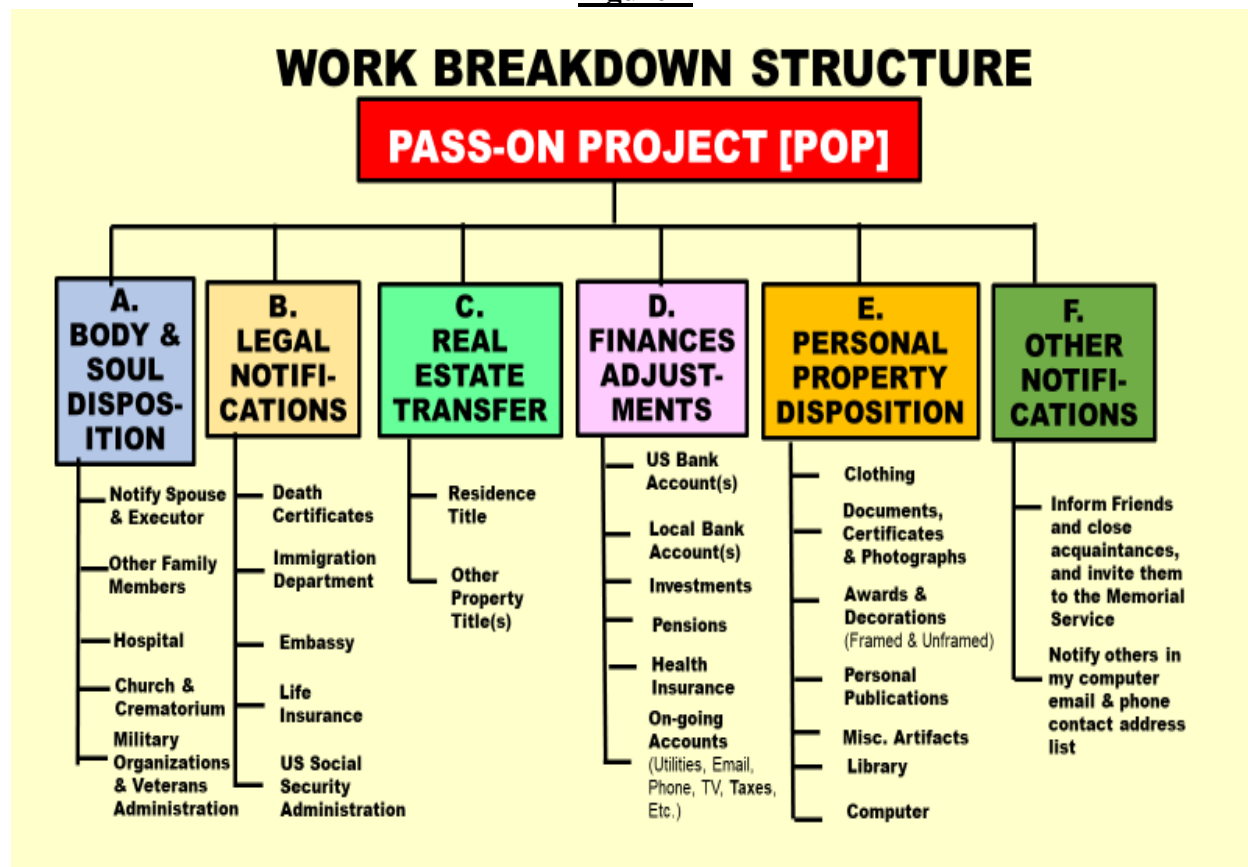 WORK BREAKDOWN STRUCTURE
PASS-ON PROJECT [POP]
A.
BODY &
SOUL
DISPOS-
ITION
Notify Spouse
& Executor
Other Family
Members
Hospital
Church &
Crematorium
Military
Organizations
& Veterans
Administration
B.
LEGAL
NOTIFI-
CATIONS
Death
Certificates
Immigration
Department
Embassy
Life
Insurance
US Social
Security
Administration
C.
REAL
ESTATE
TRANSFER
Residence
Title
Other
Property
Title(s)
D.
FINANCES
ADJUST-
MENTS
US Bank
Account(s)
Local Bank
Account(s)
Investments
Pensions
Health
Insurance
On-going
Accounts
(Utilities, Email,
Phone, TV, Taxes,
Etc.)
E.
PERSONAL
PROPERTY
DISPOSITION
Clothing
Documents,
Certificates
& Photographs
Awards &
Decorations
(Framed & Unframed)
Personal
Publications
Misc. Artifacts
Library
Computer
F.
OTHER
NOTIFI-
CATIONS
Inform Friends
and close
acquaintances,
and invite them
to the Memorial
Service
Notify others in
my computer
email & phone
contact address
list